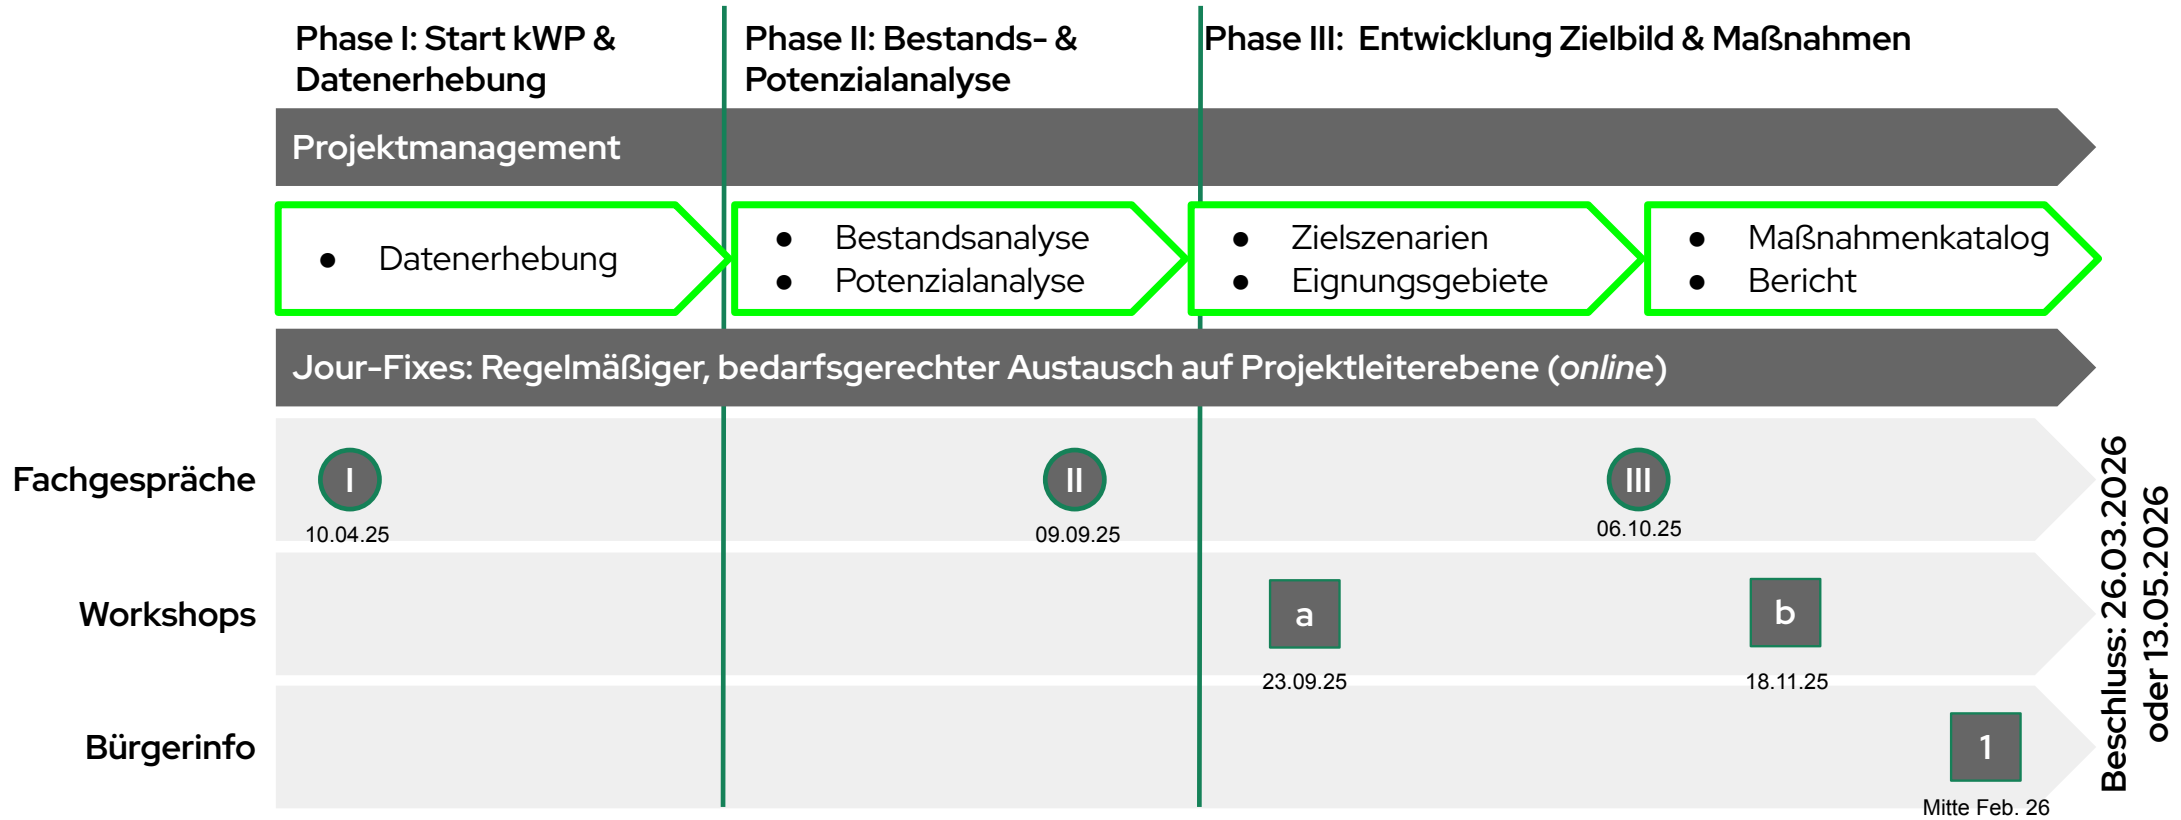 Phase I: Start kWP &
Datenerhebung
Phase II: Bestands- &
Potenzialanalyse
Phase III: Entwicklung Zielbild & Maßnahmen
Projektmanagement
● Datenerhebung
● Bestandsanalyse
● Potenzialanalyse
● Zielszenarien
● Eignungsgebiete
● Maßnahmenkatalog
● Bericht
Jour-Fixes: Regelmäßiger, bedarfsgerechter Austausch auf Projektleiterebene (online)
Fachgespräche
I
10.04.25
II
09.09.25
III
06.10.25
Workshops
a
23.09.25
b
18.11.25
Bürgerinfo
1
Mitte Feb. 26
Beschluss: 26.03.2026
oder 13.05.2026